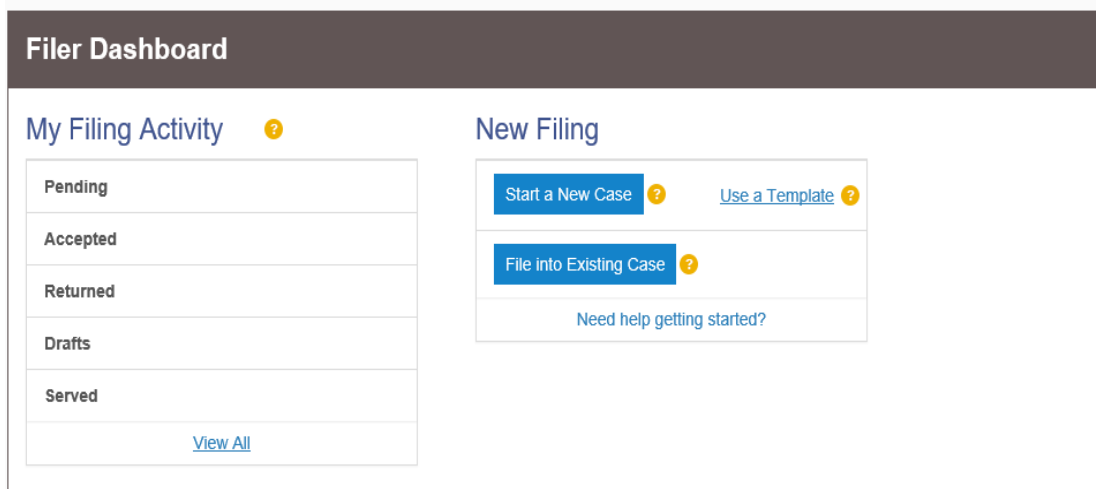 Filer Dashboard
My Filing Activity ?
Pending
Accepted
Returned
Drafts
Served
View All
New Filing
Start a New Case ? Use a Template ?
File into Existing Case ?
Need help getting started?